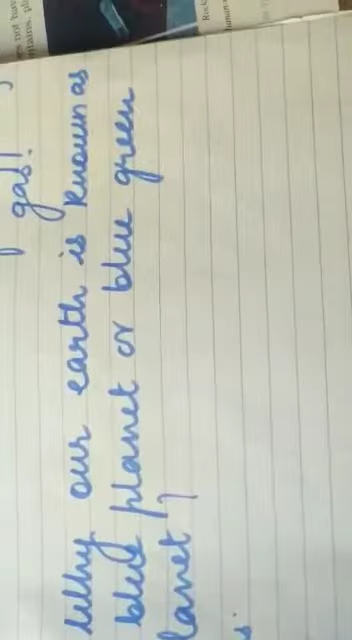 gas!
Why our earth is known as
blue planet or blue green
lanet ?